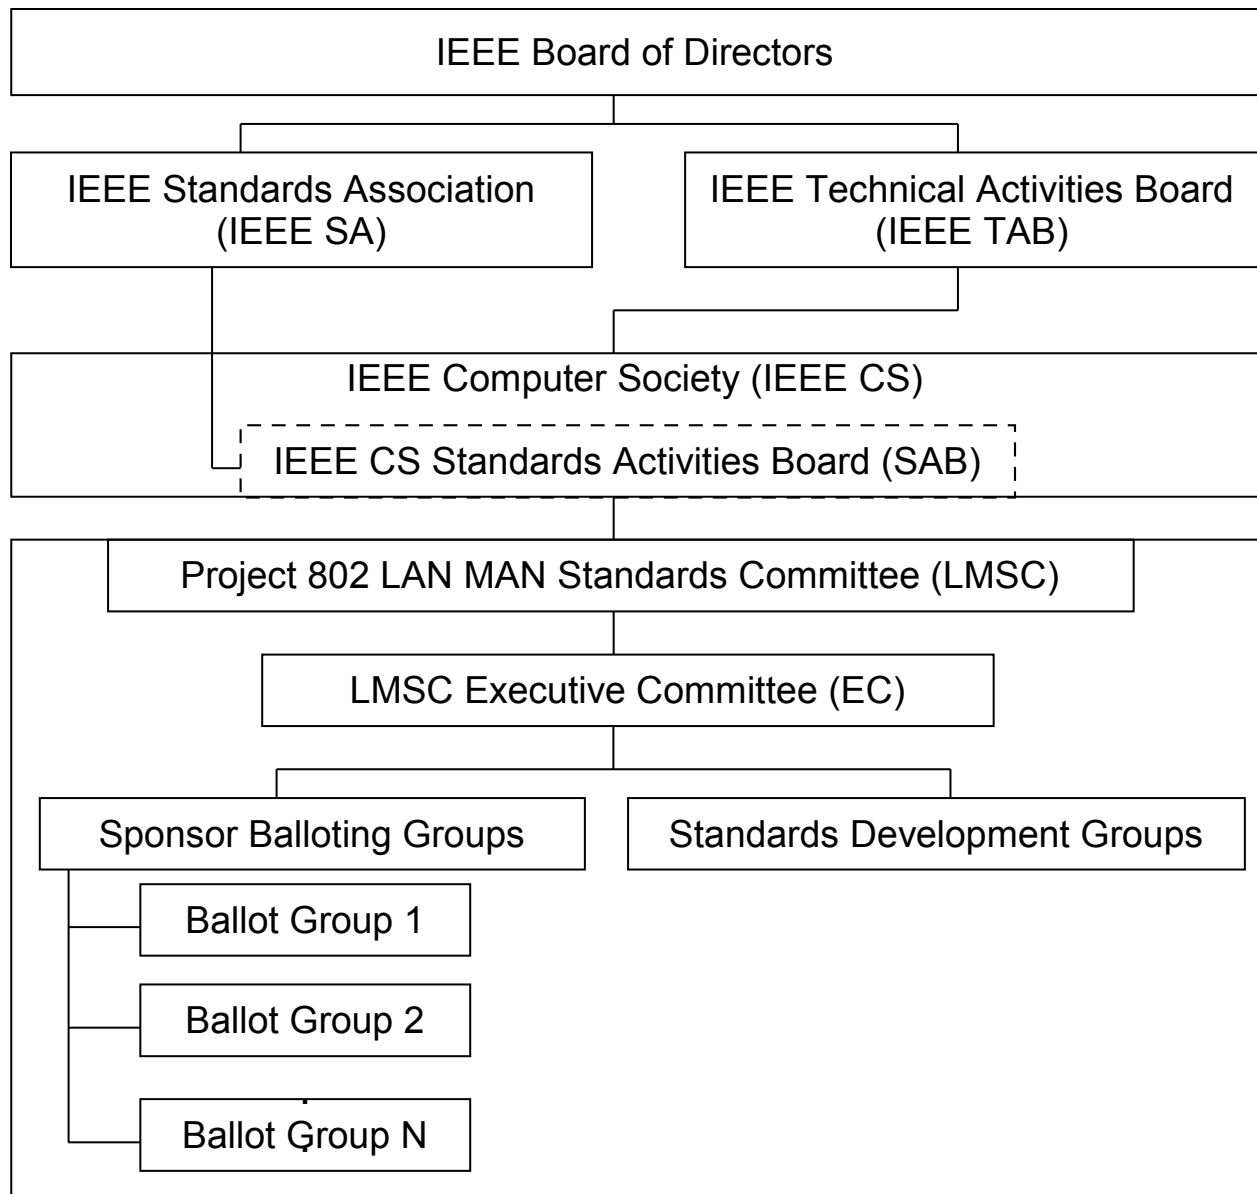 IEEE Board of Directors
IEEE Standards Association
(IEEE SA)
IEEE Technical Activities Board
(IEEE TAB)
IEEE Computer Society (IEEE CS)
IEEE CS Standards Activities Board (SAB)
Project 802 LAN MAN Standards Committee (LMSC)
LMSC Executive Committee (EC)
Sponsor Balloting Groups
Standards Development Groups
Ballot Group 1
Ballot Group 2
Ballot Group N